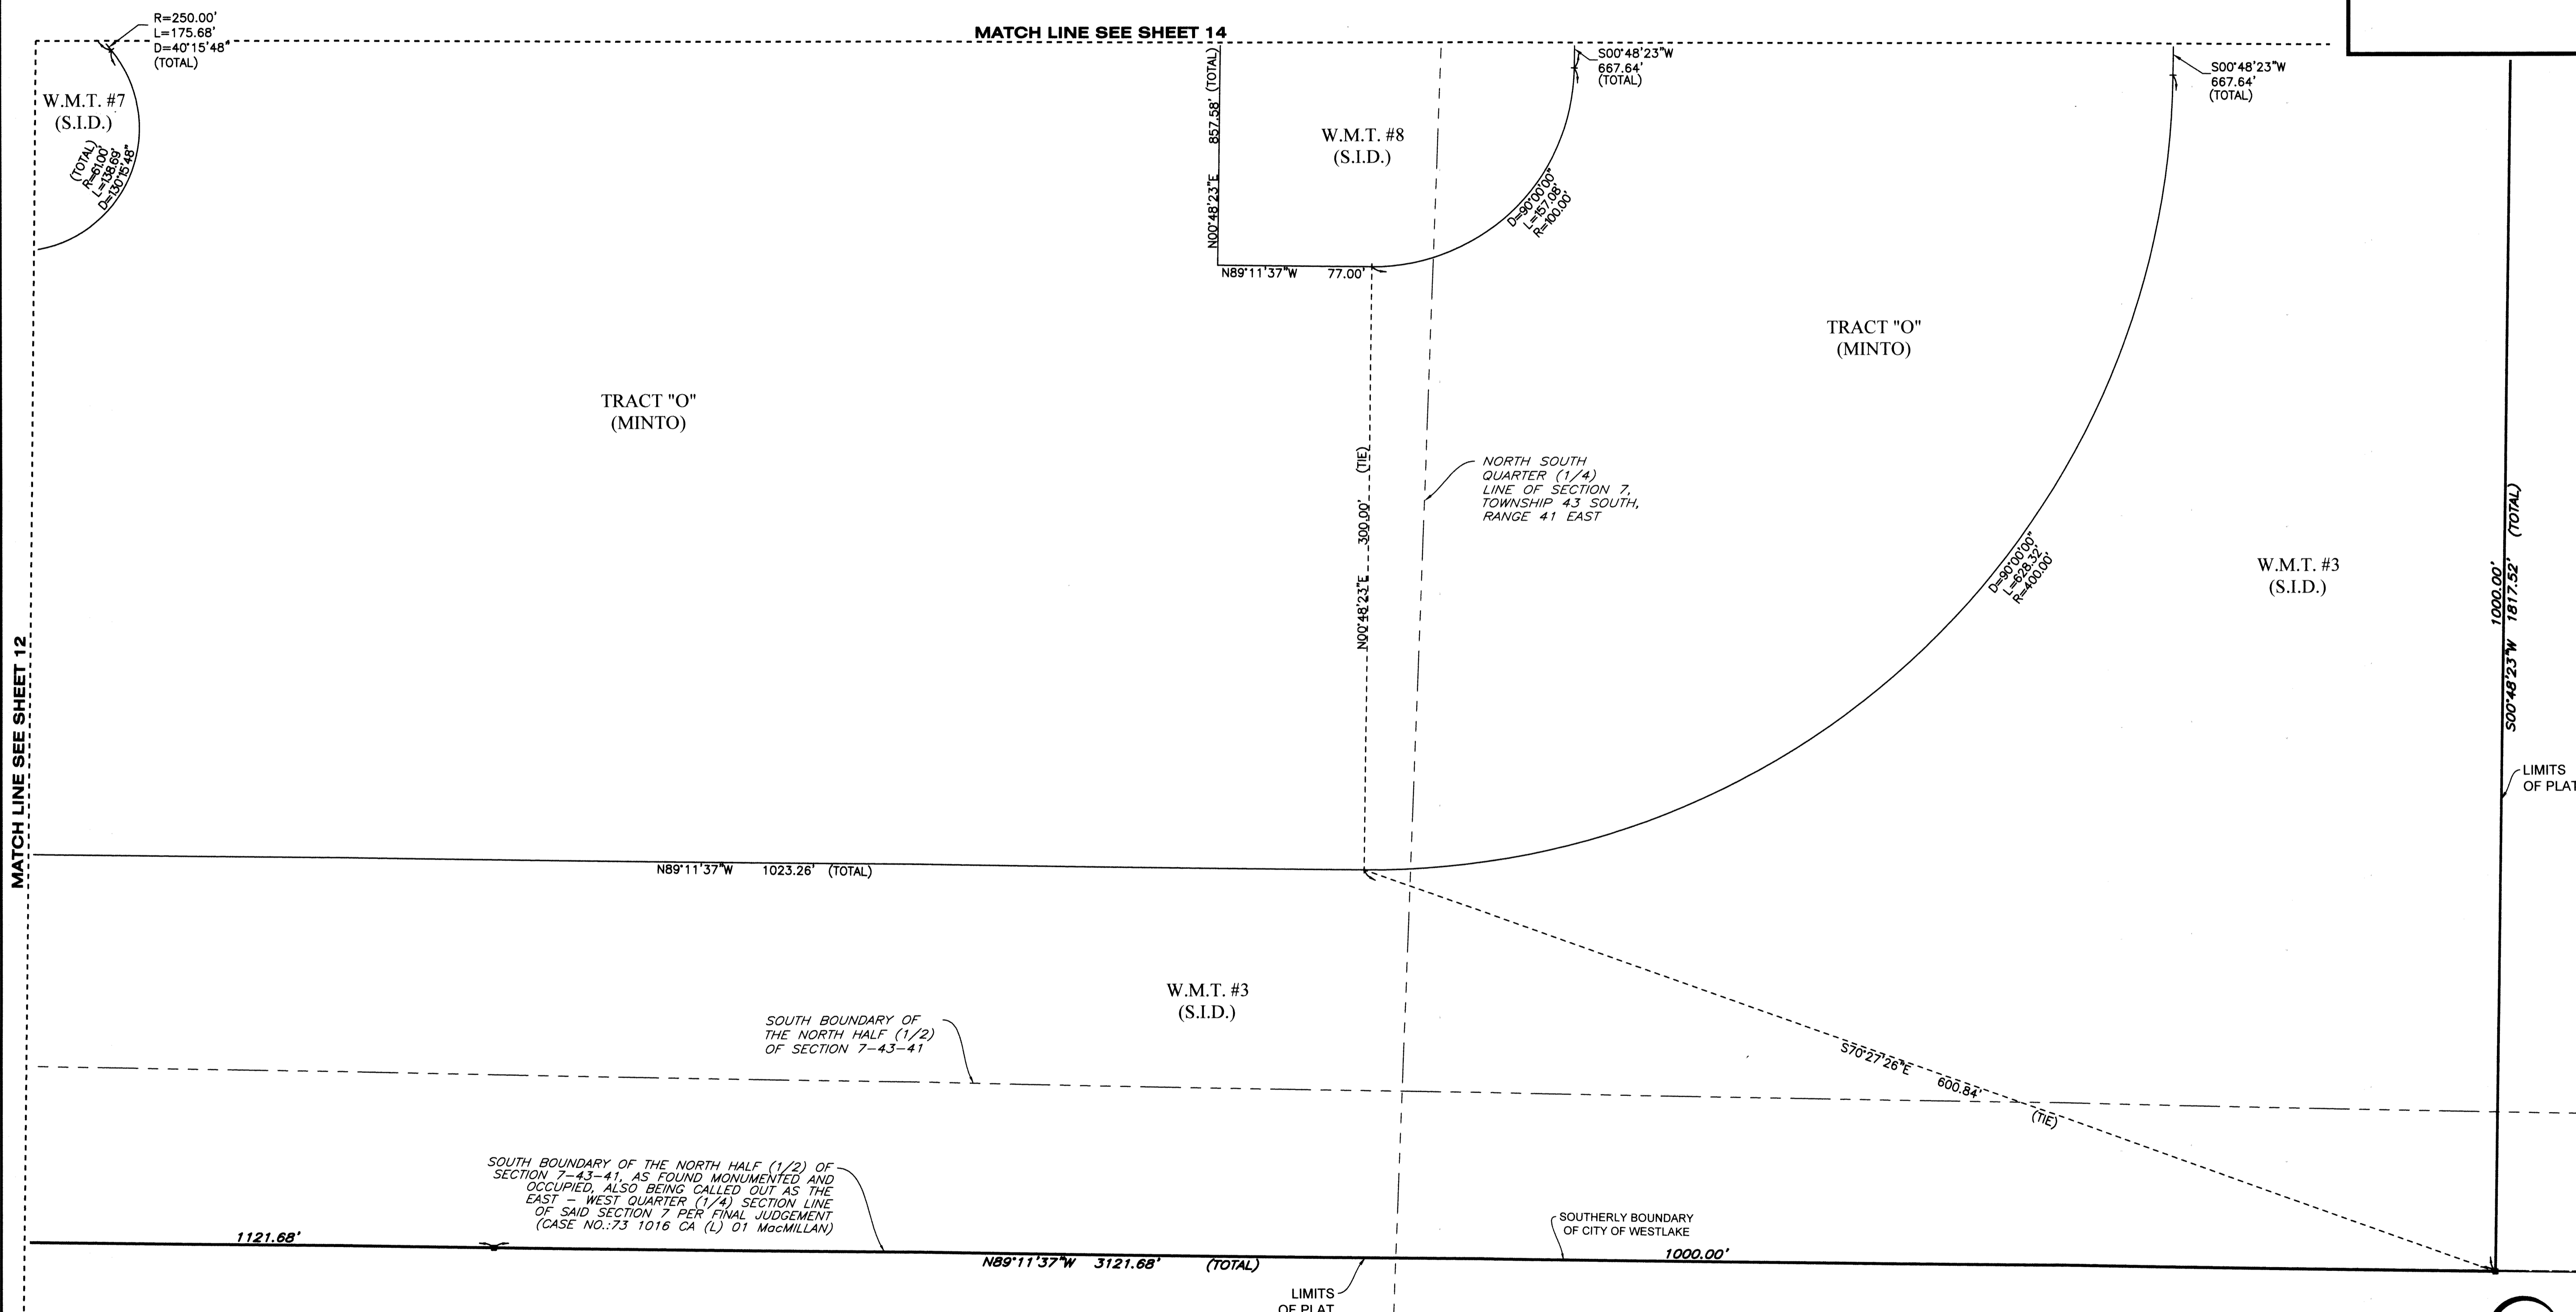 R=250.00'
L=175.68'
D=40°15'48"
(TOTAL)
MATCH LINE SEE SHEET 14
W.M.T. #7
(S.I.D.)
(TOTAL)
R=61.00'
L=138.69'
D=130°15'48"
N00°48'23"E 857.58' (TOTAL)
W.M.T. #8
(S.I.D.)
S00°48'23"W
667.64'
(TOTAL)
S00°48'23"W
667.64'
(TOTAL)
D=90°00'00"
L=157.08'
R=100.00'
N89°11'37"W 77.00'
TRACT "O"
(MINTO)
TRACT "O"
(MINTO)
N00°48'23"E 300.00' (TIE)
NORTH SOUTH
QUARTER (1/4)
LINE OF SECTION 7,
TOWNSHIP 43 SOUTH,
RANGE 41 EAST
D=90°00'00"
L=628.32'
R=400.00'
W.M.T. #3
(S.I.D.)
1000.00'
S00°48'23"W 1817.52' (TOTAL)
LIMITS
OF PLAT
MATCH LINE SEE SHEET 12
N89°11'37"W 1023.26' (TOTAL)
W.M.T. #3
(S.I.D.)
SOUTH BOUNDARY OF
THE NORTH HALF (1/2)
OF SECTION 7-43-41
S70°27'26"E 600.84' (TIE)
SOUTH BOUNDARY OF THE NORTH HALF (1/2) OF
SECTION 7-43-41, AS FOUND MONUMENTED AND
OCCUPIED, ALSO BEING CALLED OUT AS THE
EAST - WEST QUARTER (1/4) SECTION LINE
OF SAID SECTION 7 PER FINAL JUDGEMENT
(CASE NO.:73 1016 CA (L) 01 MacMILLAN)
SOUTHERLY BOUNDARY
OF CITY OF WESTLAKE
1121.68'
1000.00'
N89°11'37"W 3121.68' (TOTAL)
LIMITS
OF PLAT